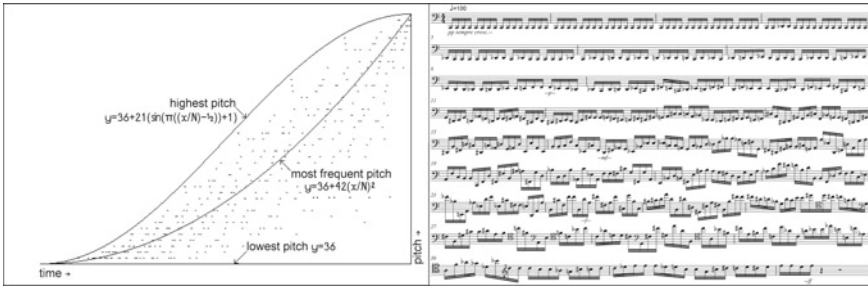 highest pitch
y=36+21(sin(π((x/N)-½))+1)
most frequent pitch
y=36+42(x/N)²
lowest pitch y=36
time →
pitch →
♩=100
pp sempre cresc.